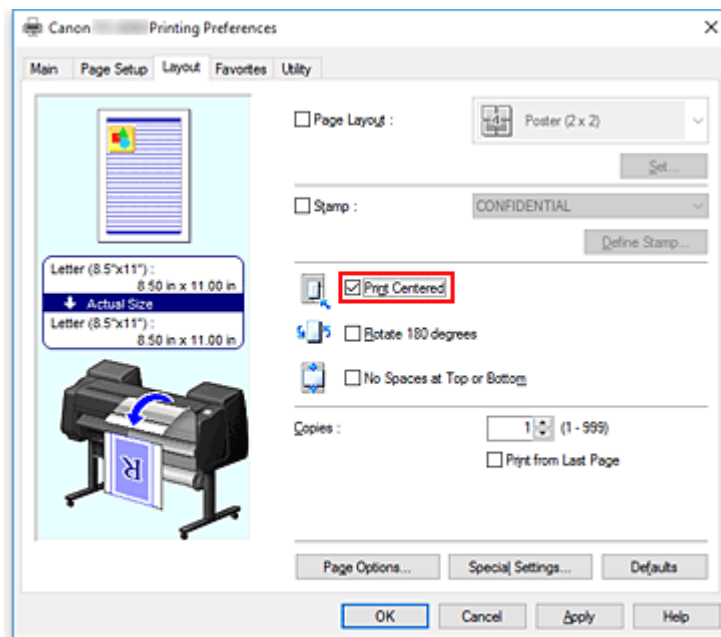 Canon Printing Preferences
Main Page Setup Layout Favorites Utility
Page Layout :
4
Poster (2 x 2)
Set...
Stamp :
CONFIDENTIAL
Define Stamp...
Letter (8.5"x11") :
8.50 in x 11.00 in
Actual Size
Letter (8.5"x11") :
8.50 in x 11.00 in
R
Print Centered
Rotate 180 degrees
No Spaces at Top or Bottom
Copies :
1 (1 - 999)
Print from Last Page
Page Options... Special Settings... Defaults
OK Cancel Apply Help